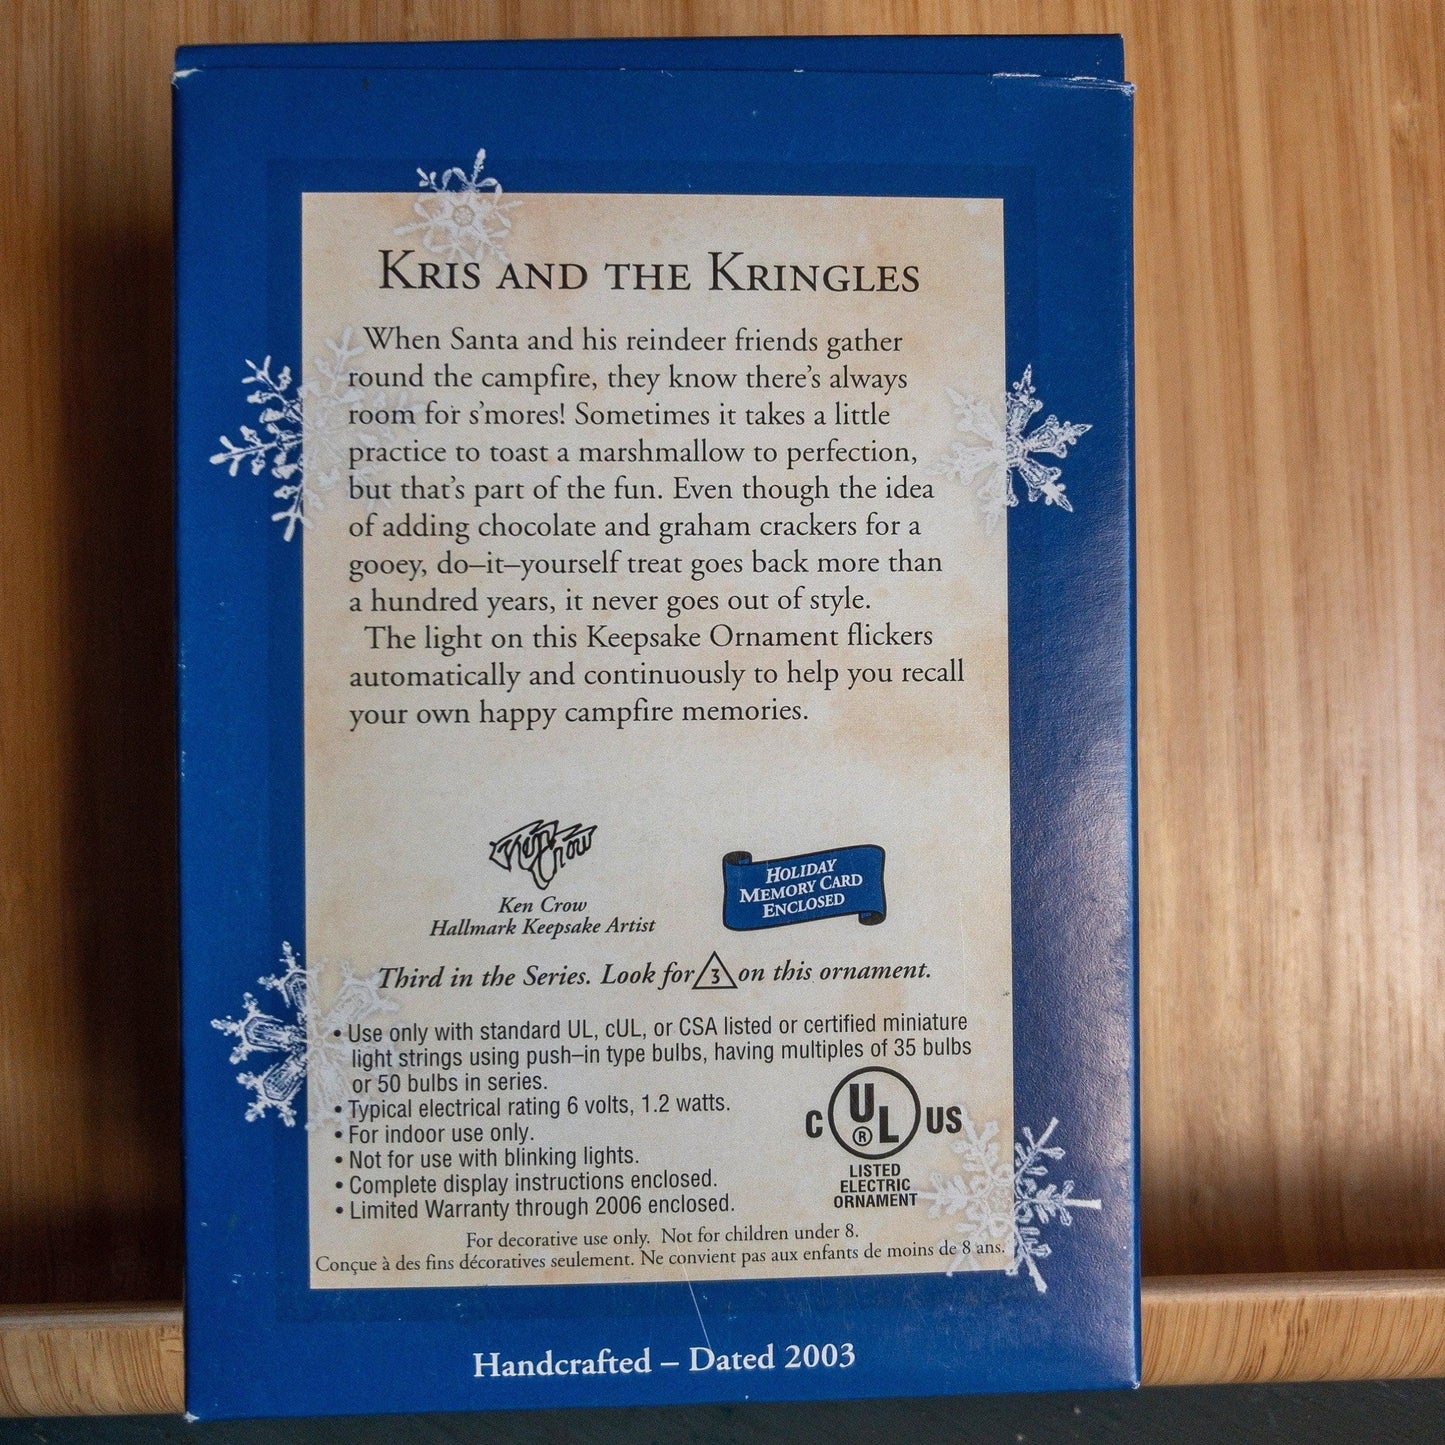 KRIS AND THE KRINGLES
When Santa and his reindeer friends gather
round the campfire, they know there's always
room for s'mores! Sometimes it takes a little
practice to toast a marshmallow to perfection,
but that's part of the fun. Even though the idea
of adding chocolate and graham crackers for a
gooey, do–it–yourself treat goes back more than
a hundred years, it never goes out of style.
The light on this Keepsake Ornament flickers
automatically and continuously to help you recall
your own happy campfire memories.
Ken Crow
Ken Crow
Hallmark Keepsake Artist
HOLIDAY
MEMORY CARD
ENCLOSED
Third in the Series. Look for 3 on this ornament.
• Use only with standard UL, cUL, or CSA listed or certified miniature
light strings using push–in type bulbs, having multiples of 35 bulbs
or 50 bulbs in series.
• Typical electrical rating 6 volts, 1.2 watts.
• For indoor use only.
• Not for use with blinking lights.
• Complete display instructions enclosed.
• Limited Warranty through 2006 enclosed.
C UL ® US
LISTED
ELECTRIC
ORNAMENT
For decorative use only. Not for children under 8.
Conçue à des fins décoratives seulement. Ne convient pas aux enfants de moins de 8 ans.
Handcrafted – Dated 2003